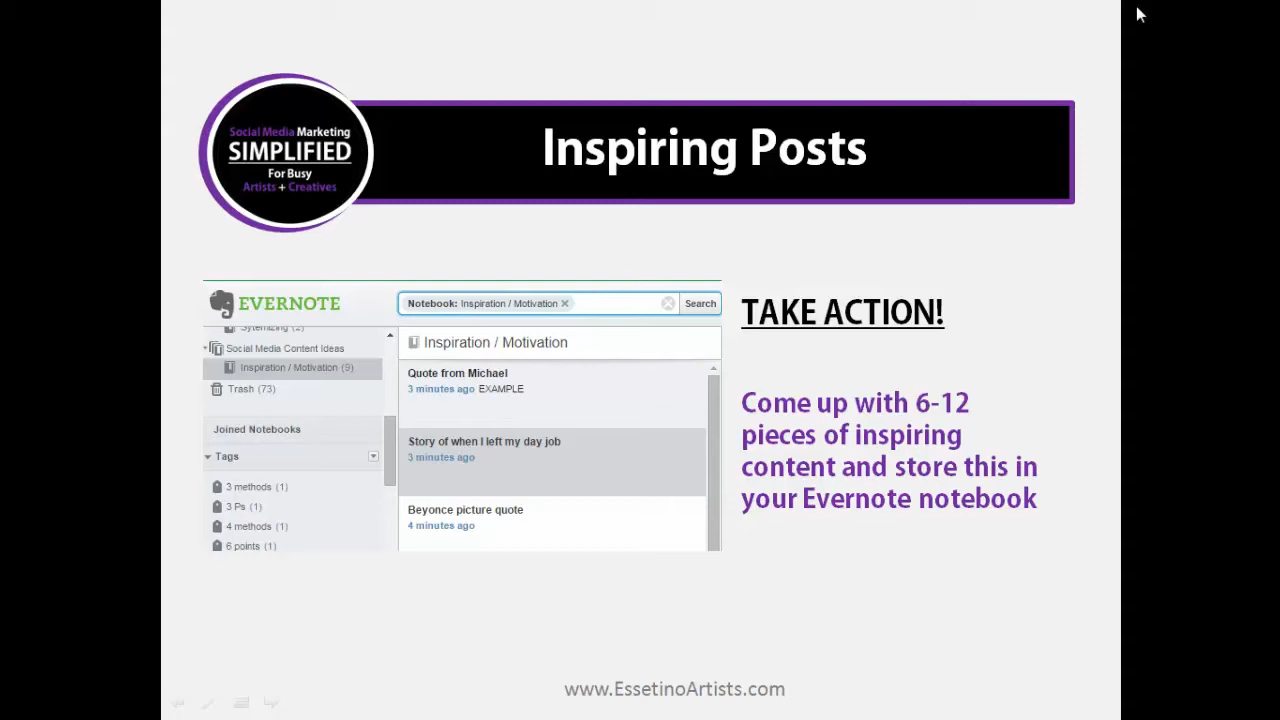 Social Media Marketing
SIMPLIFIED
For Busy
Artists + Creatives
Inspiring Posts
EVERNOTE
Notebook: Inspiration / Motivation
Search
Sytemizing (2)
Social Media Content Ideas
Inspiration / Motivation (9)
Trash (73)
Joined Notebooks
Tags
3 methods (1)
3 Ps (1)
4 methods (1)
6 points (1)
Inspiration / Motivation
Quote from Michael
3 minutes ago EXAMPLE
Story of when I left my day job
3 minutes ago
Beyonce picture quote
4 minutes ago
TAKE ACTION!
Come up with 6-12
pieces of inspiring
content and store this in
your Evernote notebook
www.EssetinoArtists.com